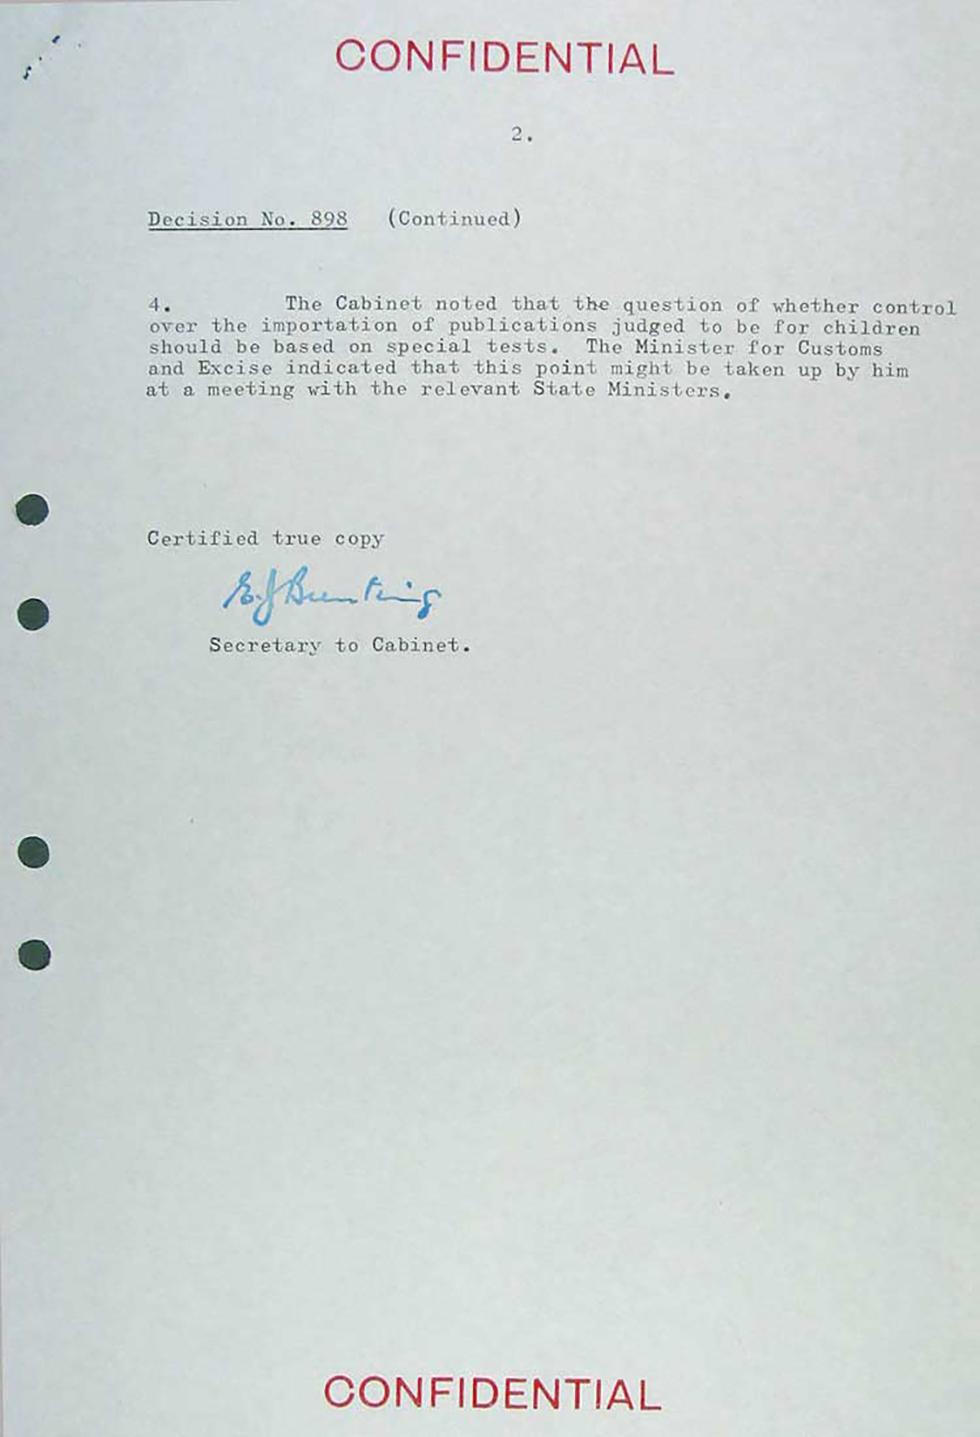 CONFIDENTIAL
2.
Decision No. 898 (Continued)
4. The Cabinet noted that the question of whether control
over the importation of publications judged to be for children
should be based on special tests. The Minister for Customs
and Excise indicated that this point might be taken up by him
at a meeting with the relevant State Ministers.
Certified true copy
E.J Bunting
Secretary to Cabinet.
CONFIDENTIAL